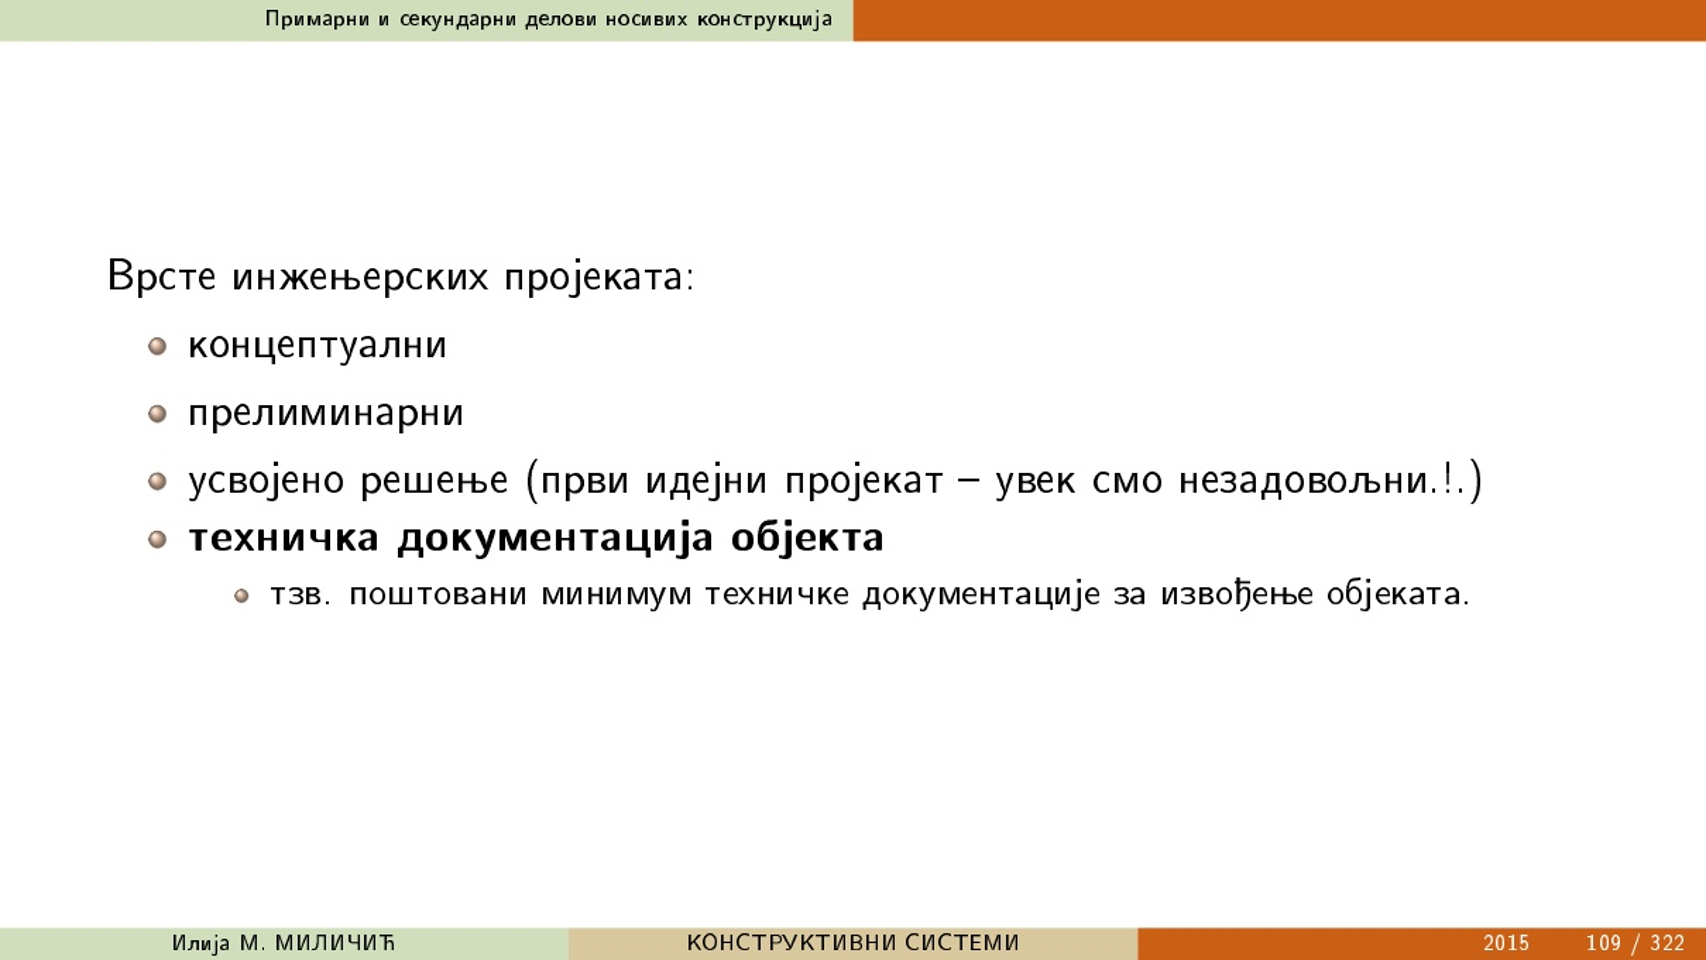 Примарни и секундарни делови носивих конструкција
Врсте инжењерских пројеката:
концептуални
прелиминарни
усвојено решење (први идејни пројекат – увек смо незадовољни.!.)
техничка документација објекта
тзв. поштовани минимум техничке документације за извођење објеката.
Илија М. МИЛИЧИЋ КОНСТРУКТИВНИ СИСТЕМИ 2015 109 / 322